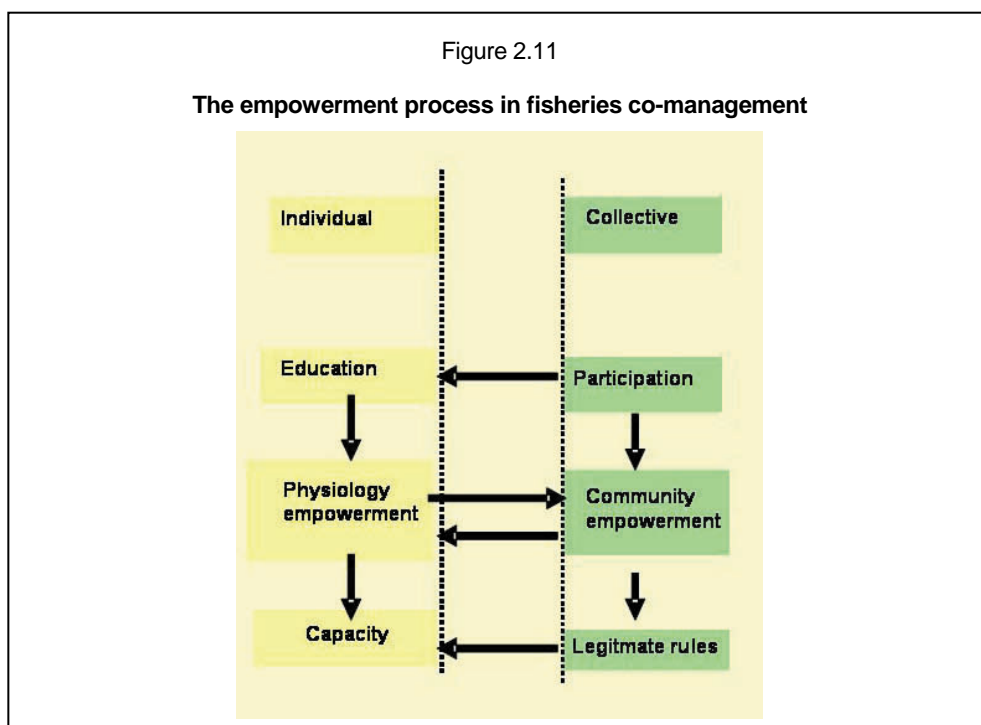 Figure 2.11
The empowerment process in fisheries co-management
Individual
Collective
Education
Participation
Physiology
empowerment
Community
empowerment
Capacity
Legitmate rules